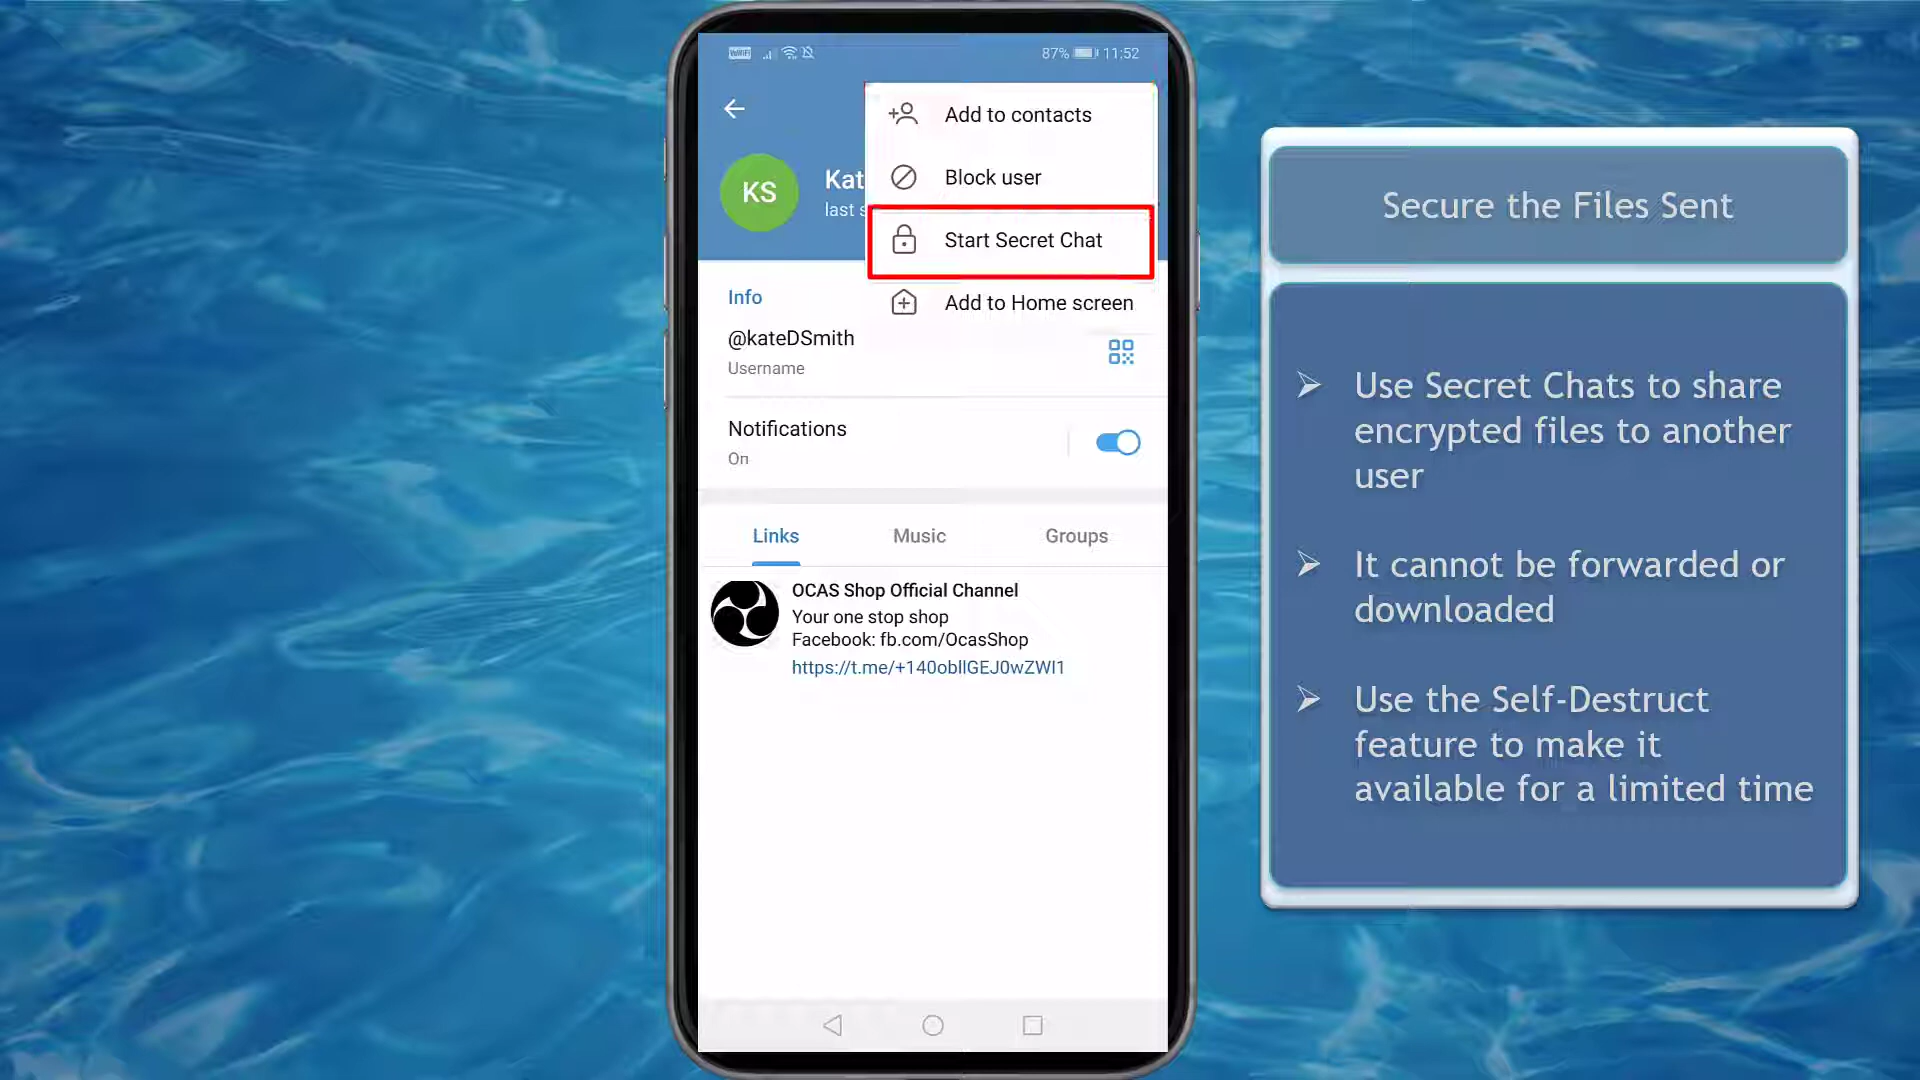 VoWiFi
87% 11:52
Add to contacts
KS
Kat
last s
Block user
Start Secret Chat
Add to Home screen
Info
@kateDSmith
Username
Notifications
On
Links Music Groups
OCAS Shop Official Channel
Your one stop shop
Facebook: fb.com/OcasShop
https://t.me/+140obllGEJ0wZWI1
Secure the Files Sent
Use Secret Chats to share
encrypted files to another
user
It cannot be forwarded or
downloaded
Use the Self-Destruct
feature to make it
available for a limited time